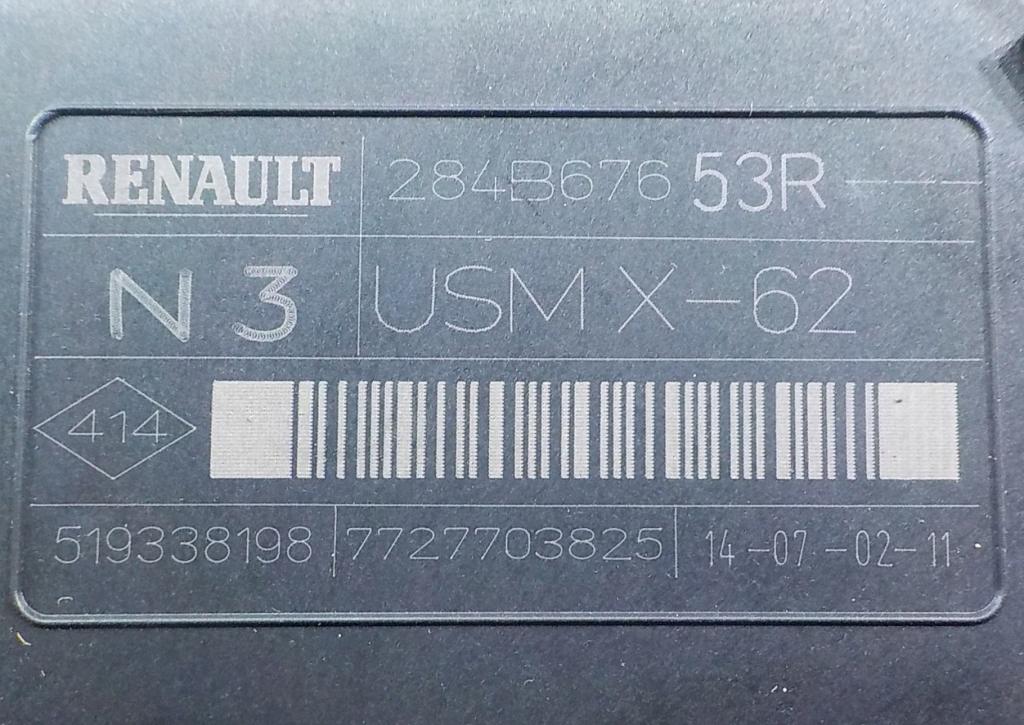 RENAULT 284B676 53R
N 3 USM X-62
414
519338198 7727703825 14-07-02-11